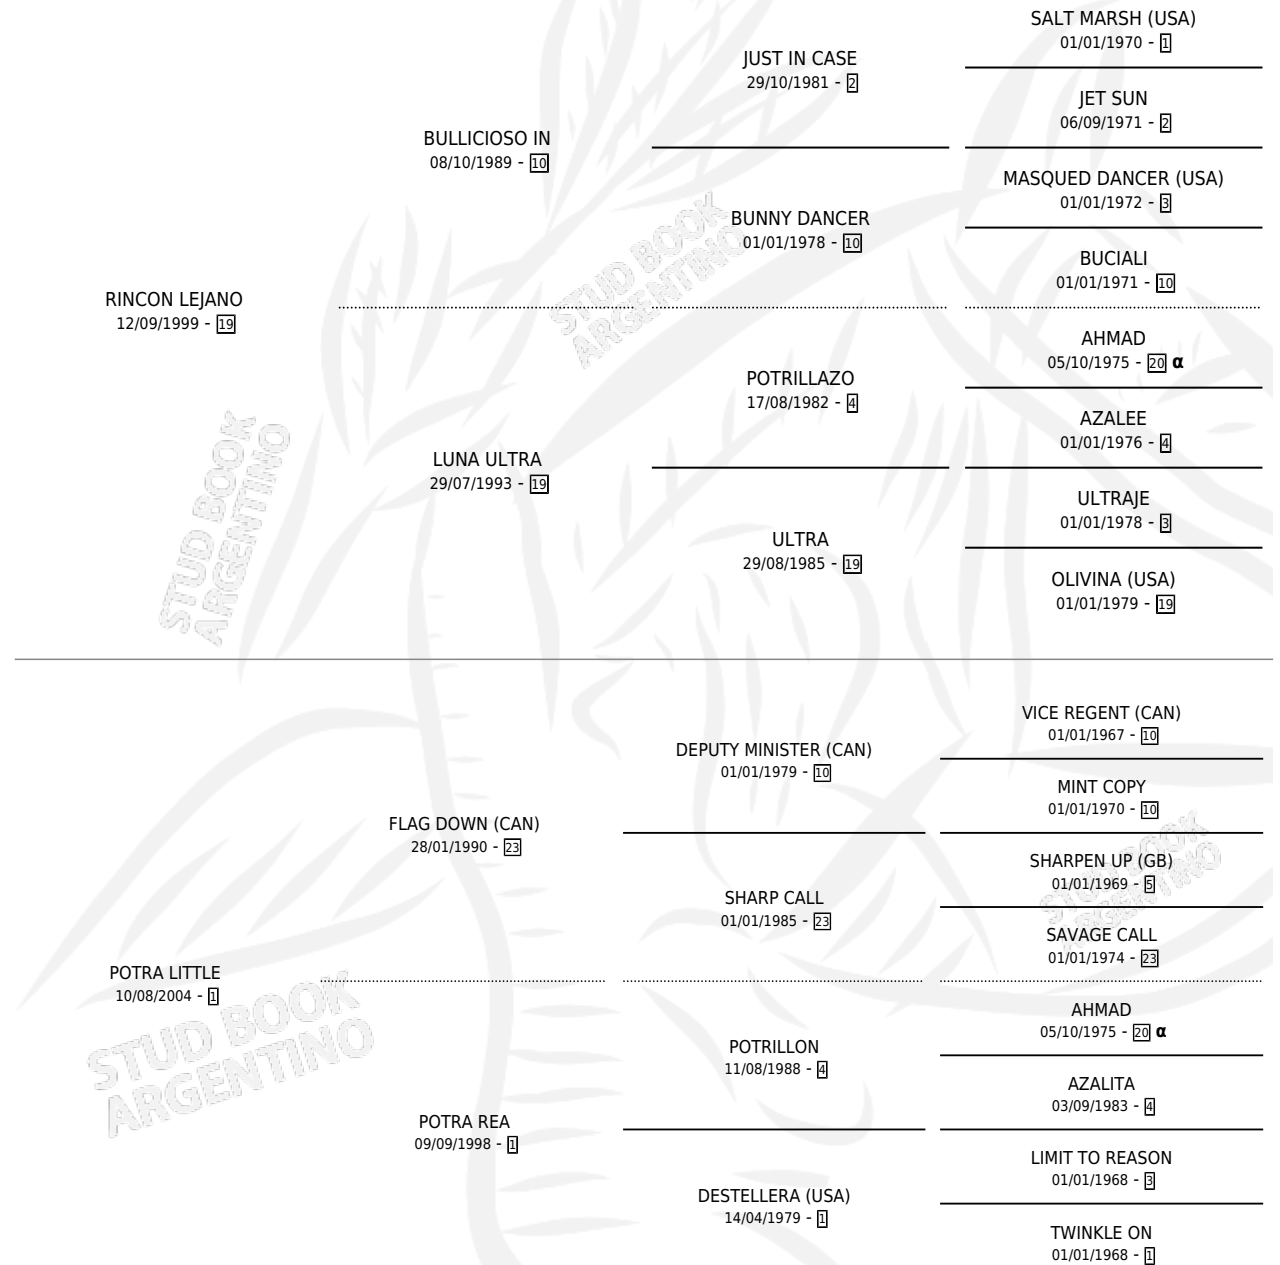 SALT MARSH (USA)
01/01/1970 - 1
JUST IN CASE
29/10/1981 - 2
JET SUN
06/09/1971 - 2
BULLICIOSO IN
08/10/1989 - 10
MASQUED DANCER (USA)
01/01/1972 - 3
BUNNY DANCER
01/01/1978 - 10
BUCIALI
01/01/1971 - 10
RINCON LEJANO
12/09/1999 - 19
AHMAD
05/10/1975 - 20 α
POTRILLAZO
17/08/1982 - 4
AZALEE
01/01/1976 - 4
LUNA ULTRA
29/07/1993 - 19
ULTRAJE
01/01/1978 - 3
ULTRA
29/08/1985 - 19
OLIVINA (USA)
01/01/1979 - 19
VICE REGENT (CAN)
01/01/1967 - 10
DEPUTY MINISTER (CAN)
01/01/1979 - 10
MINT COPY
01/01/1970 - 10
FLAG DOWN (CAN)
28/01/1990 - 23
SHARPEN UP (GB)
01/01/1969 - 5
SHARP CALL
01/01/1985 - 23
SAVAGE CALL
01/01/1974 - 23
POTRA LITTLE
10/08/2004 - 1
AHMAD
05/10/1975 - 20 α
POTRILLON
11/08/1988 - 4
AZALITA
03/09/1983 - 4
POTRA REA
09/09/1998 - 1
LIMIT TO REASON
01/01/1968 - 3
DESTELLERA (USA)
14/04/1979 - 1
TWINKLE ON
01/01/1968 - 1
STUD BOOK
ARGENTINO
STUD BOOK
ARGENTINO
STUD BOOK
ARGENTINO
STUD BOOK
ARGENTINO